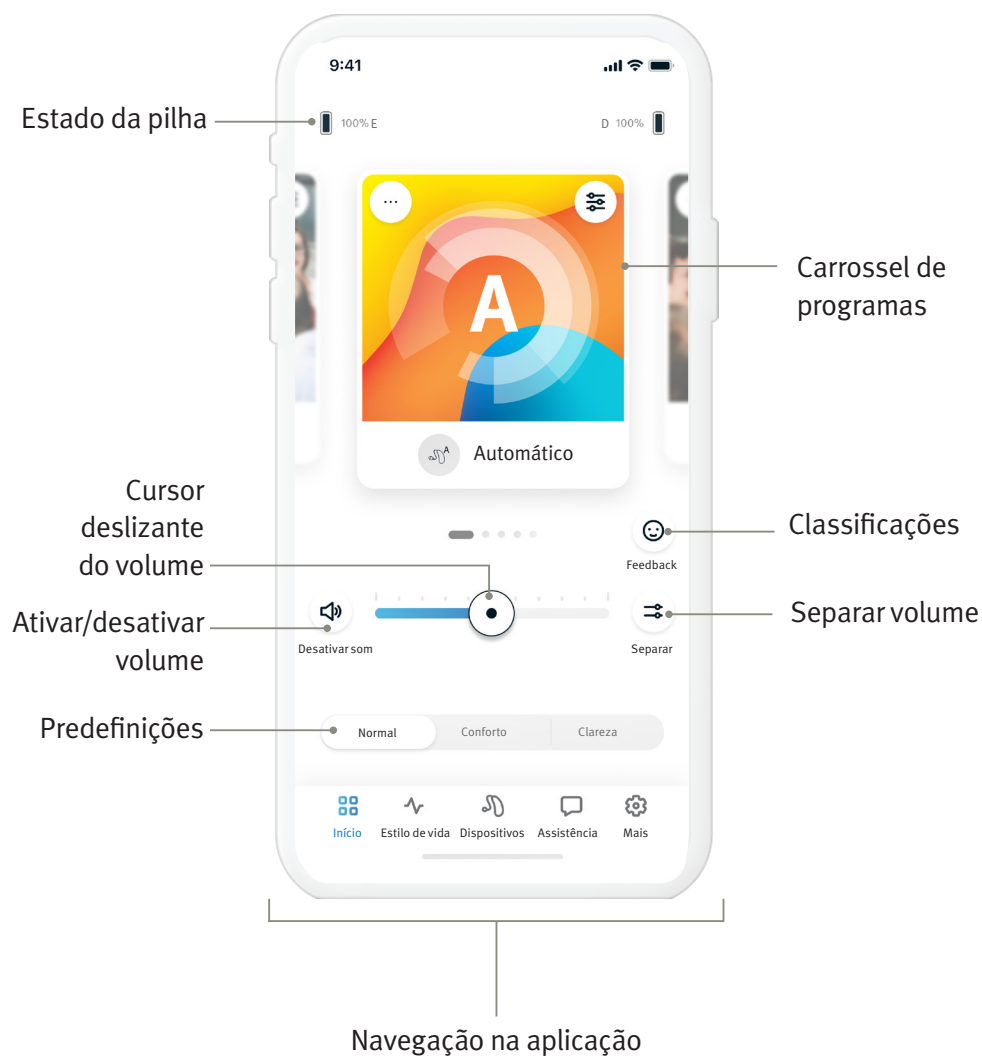 9:41
Estado da pilha
100% E
D 100%
...
A
Carrossel de
programas
A
Automático
Cursor
deslizante
do volume
Classificações
Feedback
Ativar/desativar
volume
Desativar som
Separar volume
Separar
Predefinições
Normal
Conforto
Clareza
Início
Estilo de vida
Dispositivos
Assistência
Mais
Navegação na aplicação